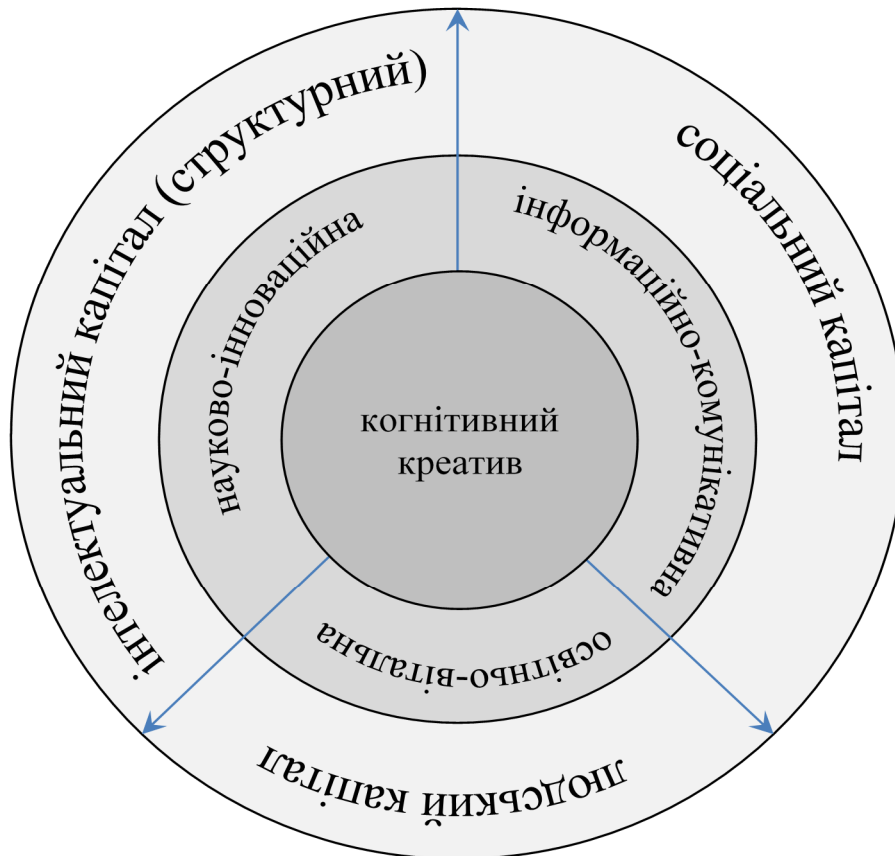 інтелектуальний капітал (структурний)
соціальний капітал
науково-інноваційна
інформаційно-комунікативна
когнітивний
креатив
освітньо-вітальна
людський капітал